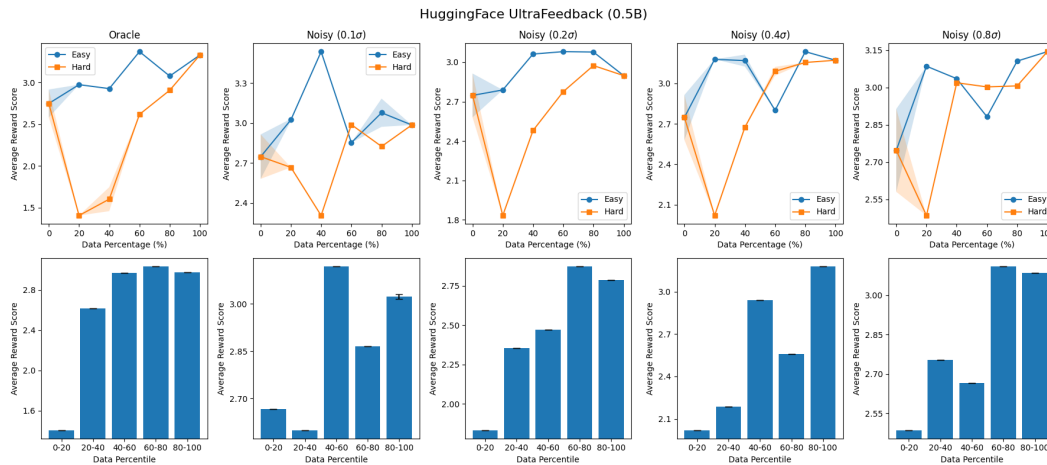 HuggingFace UltraFeedback (0.5B)
Oracle
Average Reward Score
3.0
2.5
2.0
1.5
Easy
Hard
0 20 40 60 80 100
Data Percentage (%)
Noisy (0.1σ)
Average Reward Score
3.3
3.0
2.7
2.4
Easy
Hard
0 20 40 60 80 100
Data Percentage (%)
Noisy (0.2σ)
Average Reward Score
3.0
2.7
2.4
2.1
1.8
Easy
Hard
0 20 40 60 80 100
Data Percentage (%)
Noisy (0.4σ)
Average Reward Score
3.0
2.7
2.4
2.1
Easy
Hard
0 20 40 60 80 100
Data Percentage (%)
Noisy (0.8σ)
Average Reward Score
3.15
3.00
2.85
2.70
2.55
Easy
Hard
0 20 40 60 80 100
Data Percentage (%)
Average Reward Score
2.8
2.4
2.0
1.6
0-20 20-40 40-60 60-80 80-100
Data Percentile
Average Reward Score
3.00
2.85
2.70
0-20 20-40 40-60 60-80 80-100
Data Percentile
Average Reward Score
2.75
2.50
2.25
2.00
0-20 20-40 40-60 60-80 80-100
Data Percentile
Average Reward Score
3.0
2.7
2.4
2.1
0-20 20-40 40-60 60-80 80-100
Data Percentile
Average Reward Score
3.00
2.85
2.70
2.55
0-20 20-40 40-60 60-80 80-100
Data Percentile